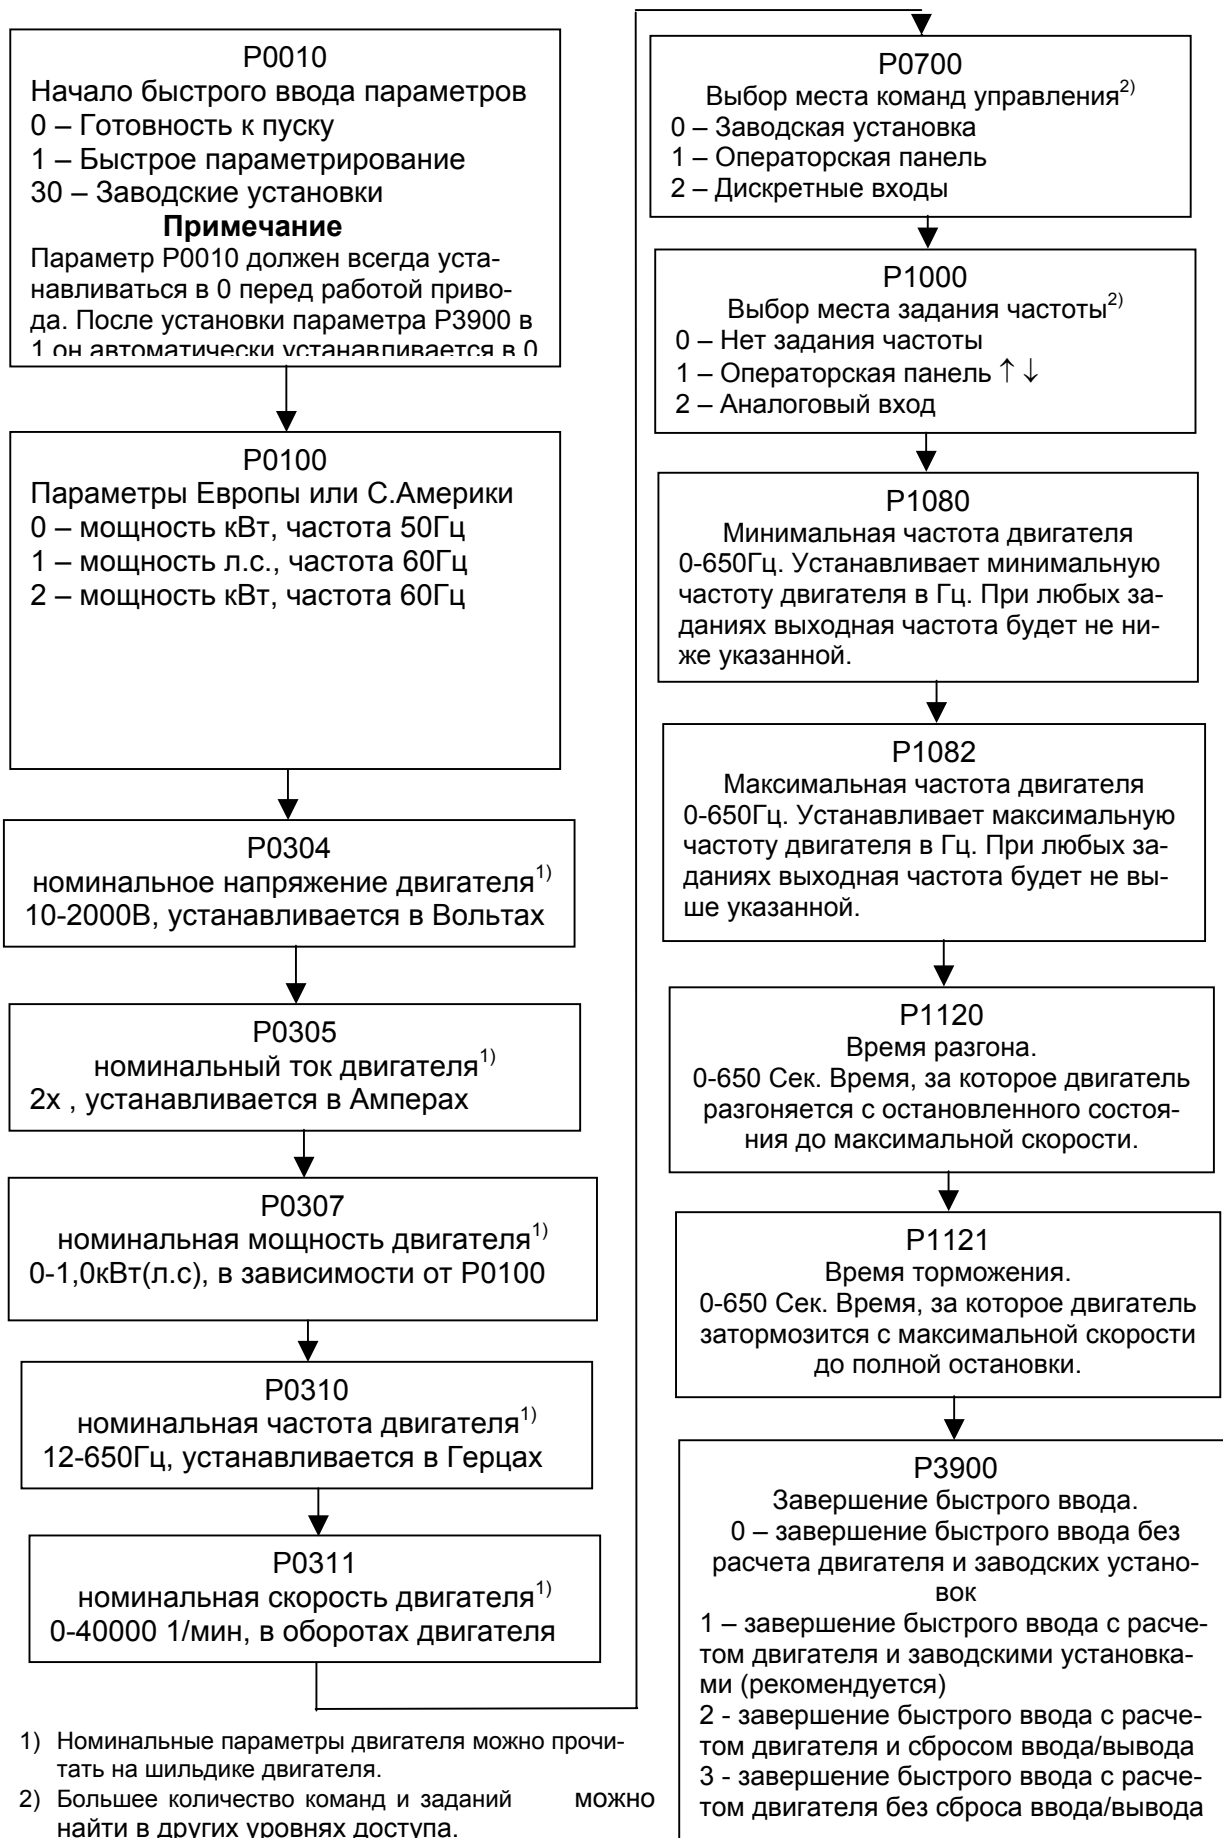 P0010
Начало быстрого ввода параметров
0 – Готовность к пуску
1 – Быстрое параметрирование
30 – Заводские установки
Примечание
Параметр P0010 должен всегда уста-
навливаться в 0 перед работой приво-
да. После установки параметра P3900 в
1 он автоматически устанавливается в 0
P0100
Параметры Европы или С.Америки
0 – мощность кВт, частота 50Гц
1 – мощность л.с., частота 60Гц
2 – мощность кВт, частота 60Гц
P0304
номинальное напряжение двигателя1)
10-2000В, устанавливается в Вольтах
P0305
номинальный ток двигателя1)
2x , устанавливается в Амперах
P0307
номинальная мощность двигателя1)
0-1,0кВт(л.с), в зависимости от P0100
P0310
номинальная частота двигателя1)
12-650Гц, устанавливается в Герцах
P0311
номинальная скорость двигателя1)
0-40000 1/мин, в оборотах двигателя
1) Номинальные параметры двигателя можно прочи-
тать на шильдике двигателя.
2) Большее количество команд и заданий можно
найти в других уровнях доступа.
P0700
Выбор места команд управления2)
0 – Заводская установка
1 – Операторская панель
2 – Дискретные входы
P1000
Выбор места задания частоты2)
0 – Нет задания частоты
1 – Операторская панель ↑ ↓
2 – Аналоговый вход
P1080
Минимальная частота двигателя
0-650Гц. Устанавливает минимальную
частоту двигателя в Гц. При любых за-
даниях выходная частота будет не ни-
же указанной.
P1082
Максимальная частота двигателя
0-650Гц. Устанавливает максимальную
частоту двигателя в Гц. При любых за-
даниях выходная частота будет не вы-
ше указанной.
P1120
Время разгона.
0-650 Сек. Время, за которое двигатель
разгоняется с остановленного состоя-
ния до максимальной скорости.
P1121
Время торможения.
0-650 Сек. Время, за которое двигатель
затормозится с максимальной скорости
до полной остановки.
P3900
Завершение быстрого ввода.
0 – завершение быстрого ввода без
расчета двигателя и заводских устано-
вок
1 – завершение быстрого ввода с расче-
том двигателя и заводскими установка-
ми (рекомендуется)
2 - завершение быстрого ввода с расче-
том двигателя и сбросом ввода/вывода
3 - завершение быстрого ввода с расче-
том двигателя без сброса ввода/вывода